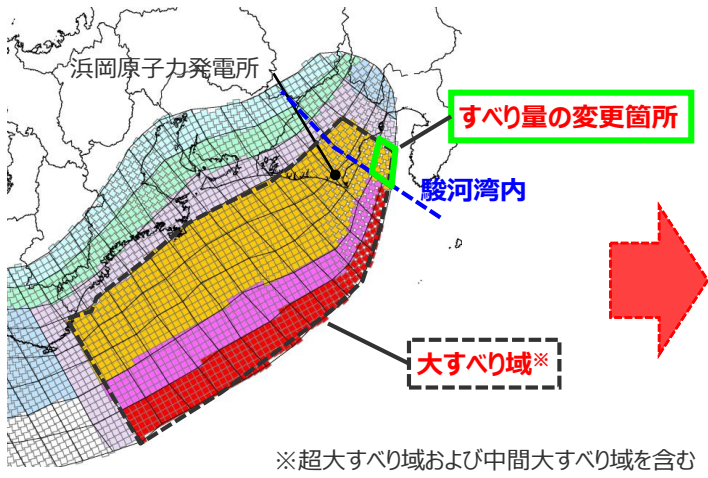 浜岡原子力発電所
すべり量の変更箇所
駿河湾内
大すべり域※
※超大すべり域および中間大すべり域を含む